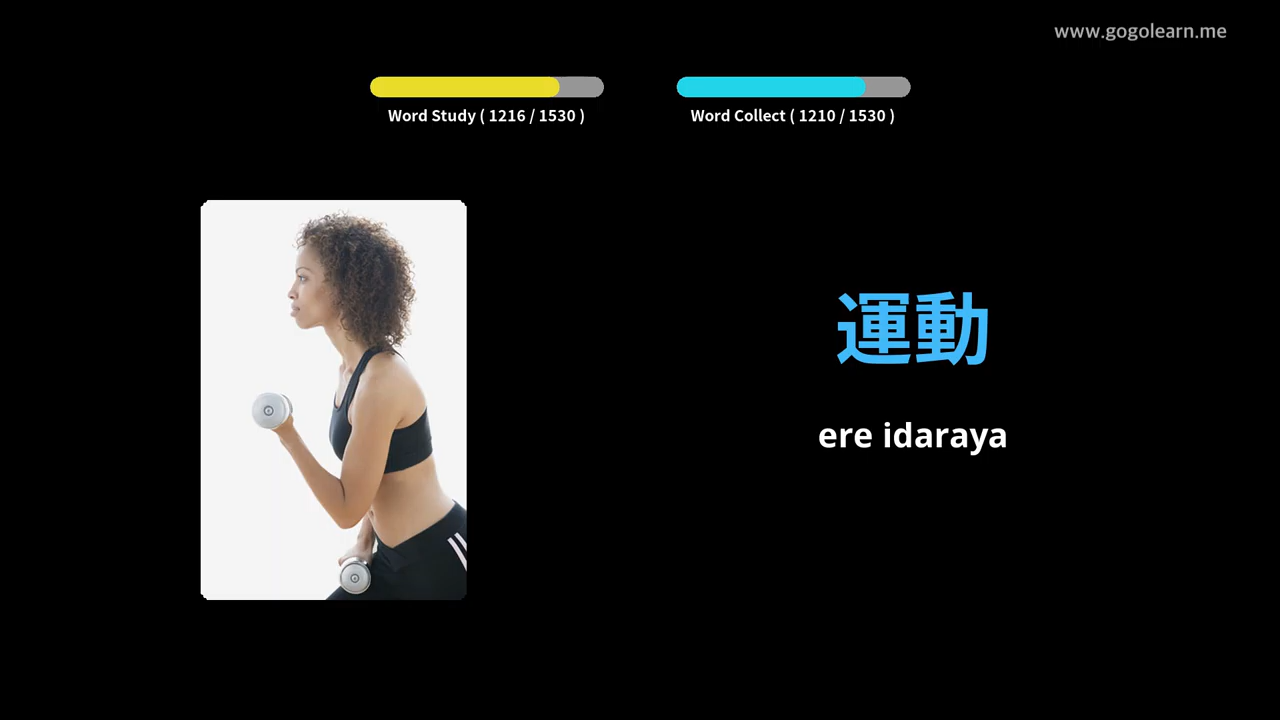 www.gogolearn.me
Word Study ( 1216 / 1530 )
Word Collect ( 1210 / 1530 )
運動
ere idaraya